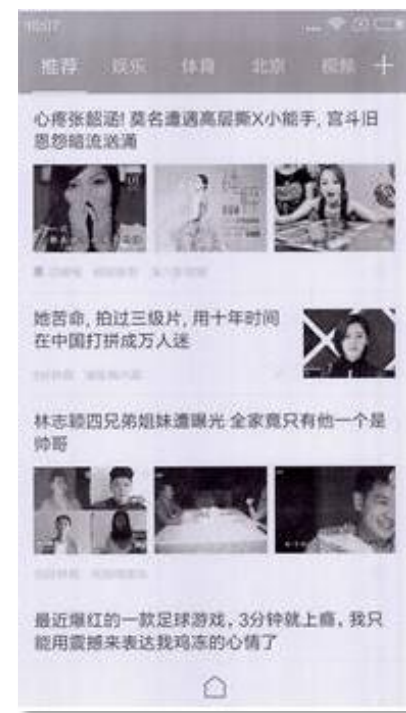 推荐 娱乐 体育 北京 视频 +
心疼张韶涵! 莫名遭遇高层撕X小能手, 宫斗旧
恩怨暗流汹涌
她苦命, 拍过三级片, 用十年时间
在中国打拼成万人迷
林志颖四兄弟姐妹遭曝光 全家竟只有他一个是
帅哥
最近爆红的一款足球游戏, 3分钟就上瘾, 我只
能用震撼来表达我鸡冻的心情了